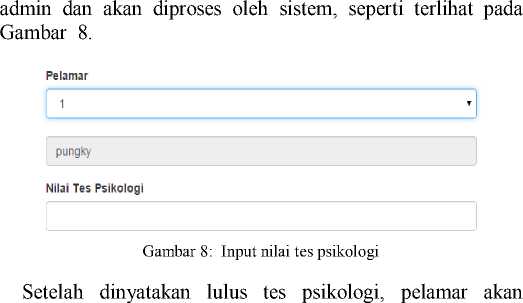 admin dan akan diproses oleh sistem, seperti terlihat pada
Gambar 8.
Pelamar
1
pungky
Nilai Tes Psikologi
Gambar 8: Input nilai tes psikologi
Setelah dinyatakan lulus tes psikologi, pelamar akan